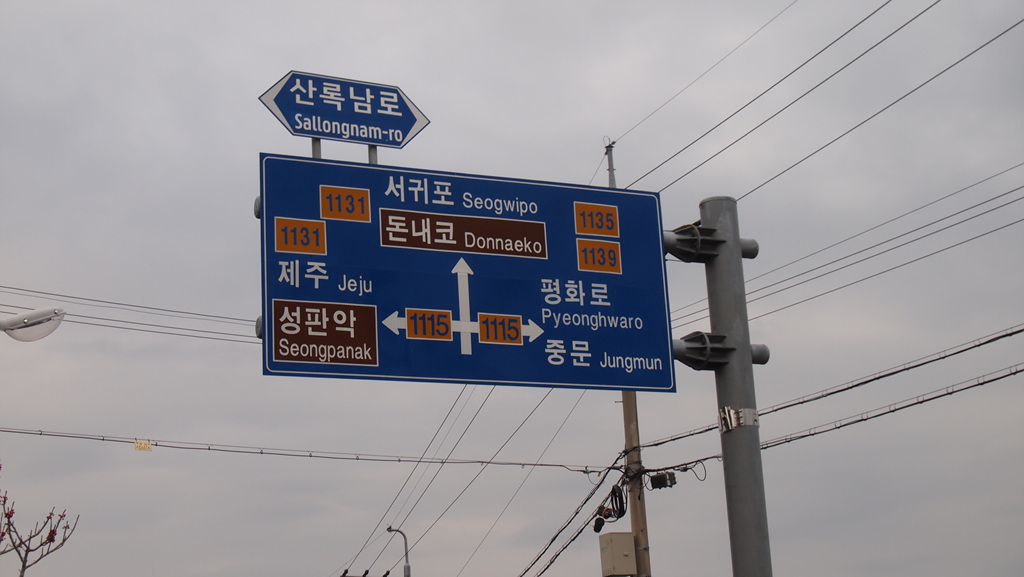 산록남로
Sallongnam-ro
1131 서귀포 Seogwipo
돈내코 Donnaeko
1131
제주 Jeju
성판악
Seongpanak
1115 1115
1135
1139
평화로
Pyeonghwaro
중문 Jungmun